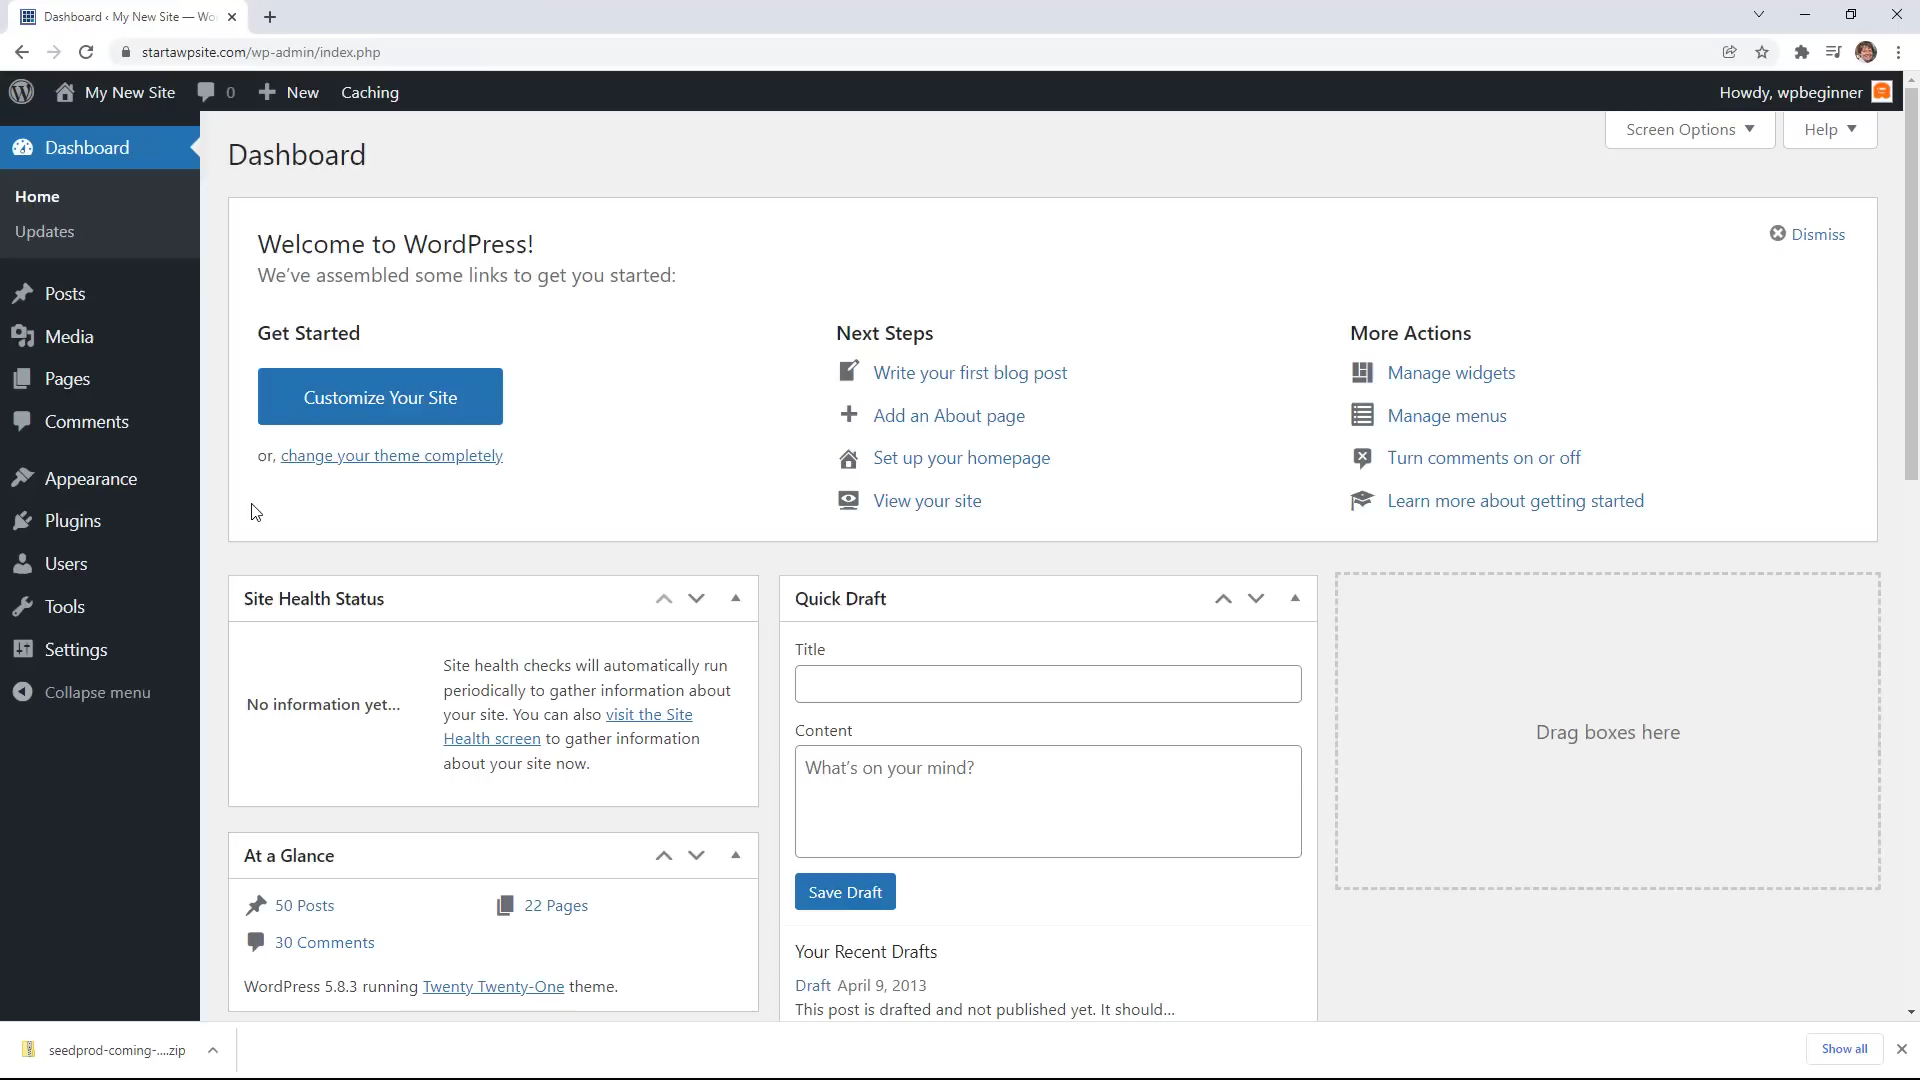 Dashboard ‹ My New Site — Wo
startawpsite.com/wp-admin/index.php
My New Site
0
New
Caching
Howdy, wpbeginner
Dashboard
Home
Updates
Posts
Media
Pages
Comments
Appearance
Plugins
Users
Tools
Settings
Collapse menu
Dashboard
Screen Options
Help
Welcome to WordPress!
We've assembled some links to get you started:
Dismiss
Get Started
Customize Your Site
or, change your theme completely
Next Steps
Write your first blog post
Add an About page
Set up your homepage
View your site
More Actions
Manage widgets
Manage menus
Turn comments on or off
Learn more about getting started
Site Health Status
No information yet...
Site health checks will automatically run
periodically to gather information about
your site. You can also visit the Site
Health screen to gather information
about your site now.
At a Glance
50 Posts
22 Pages
30 Comments
WordPress 5.8.3 running Twenty Twenty-One theme.
Quick Draft
Title
Content
What's on your mind?
Save Draft
Your Recent Drafts
Draft April 9, 2013
This post is drafted and not published yet. It should...
Drag boxes here
seedprod-coming-....zip
Show all